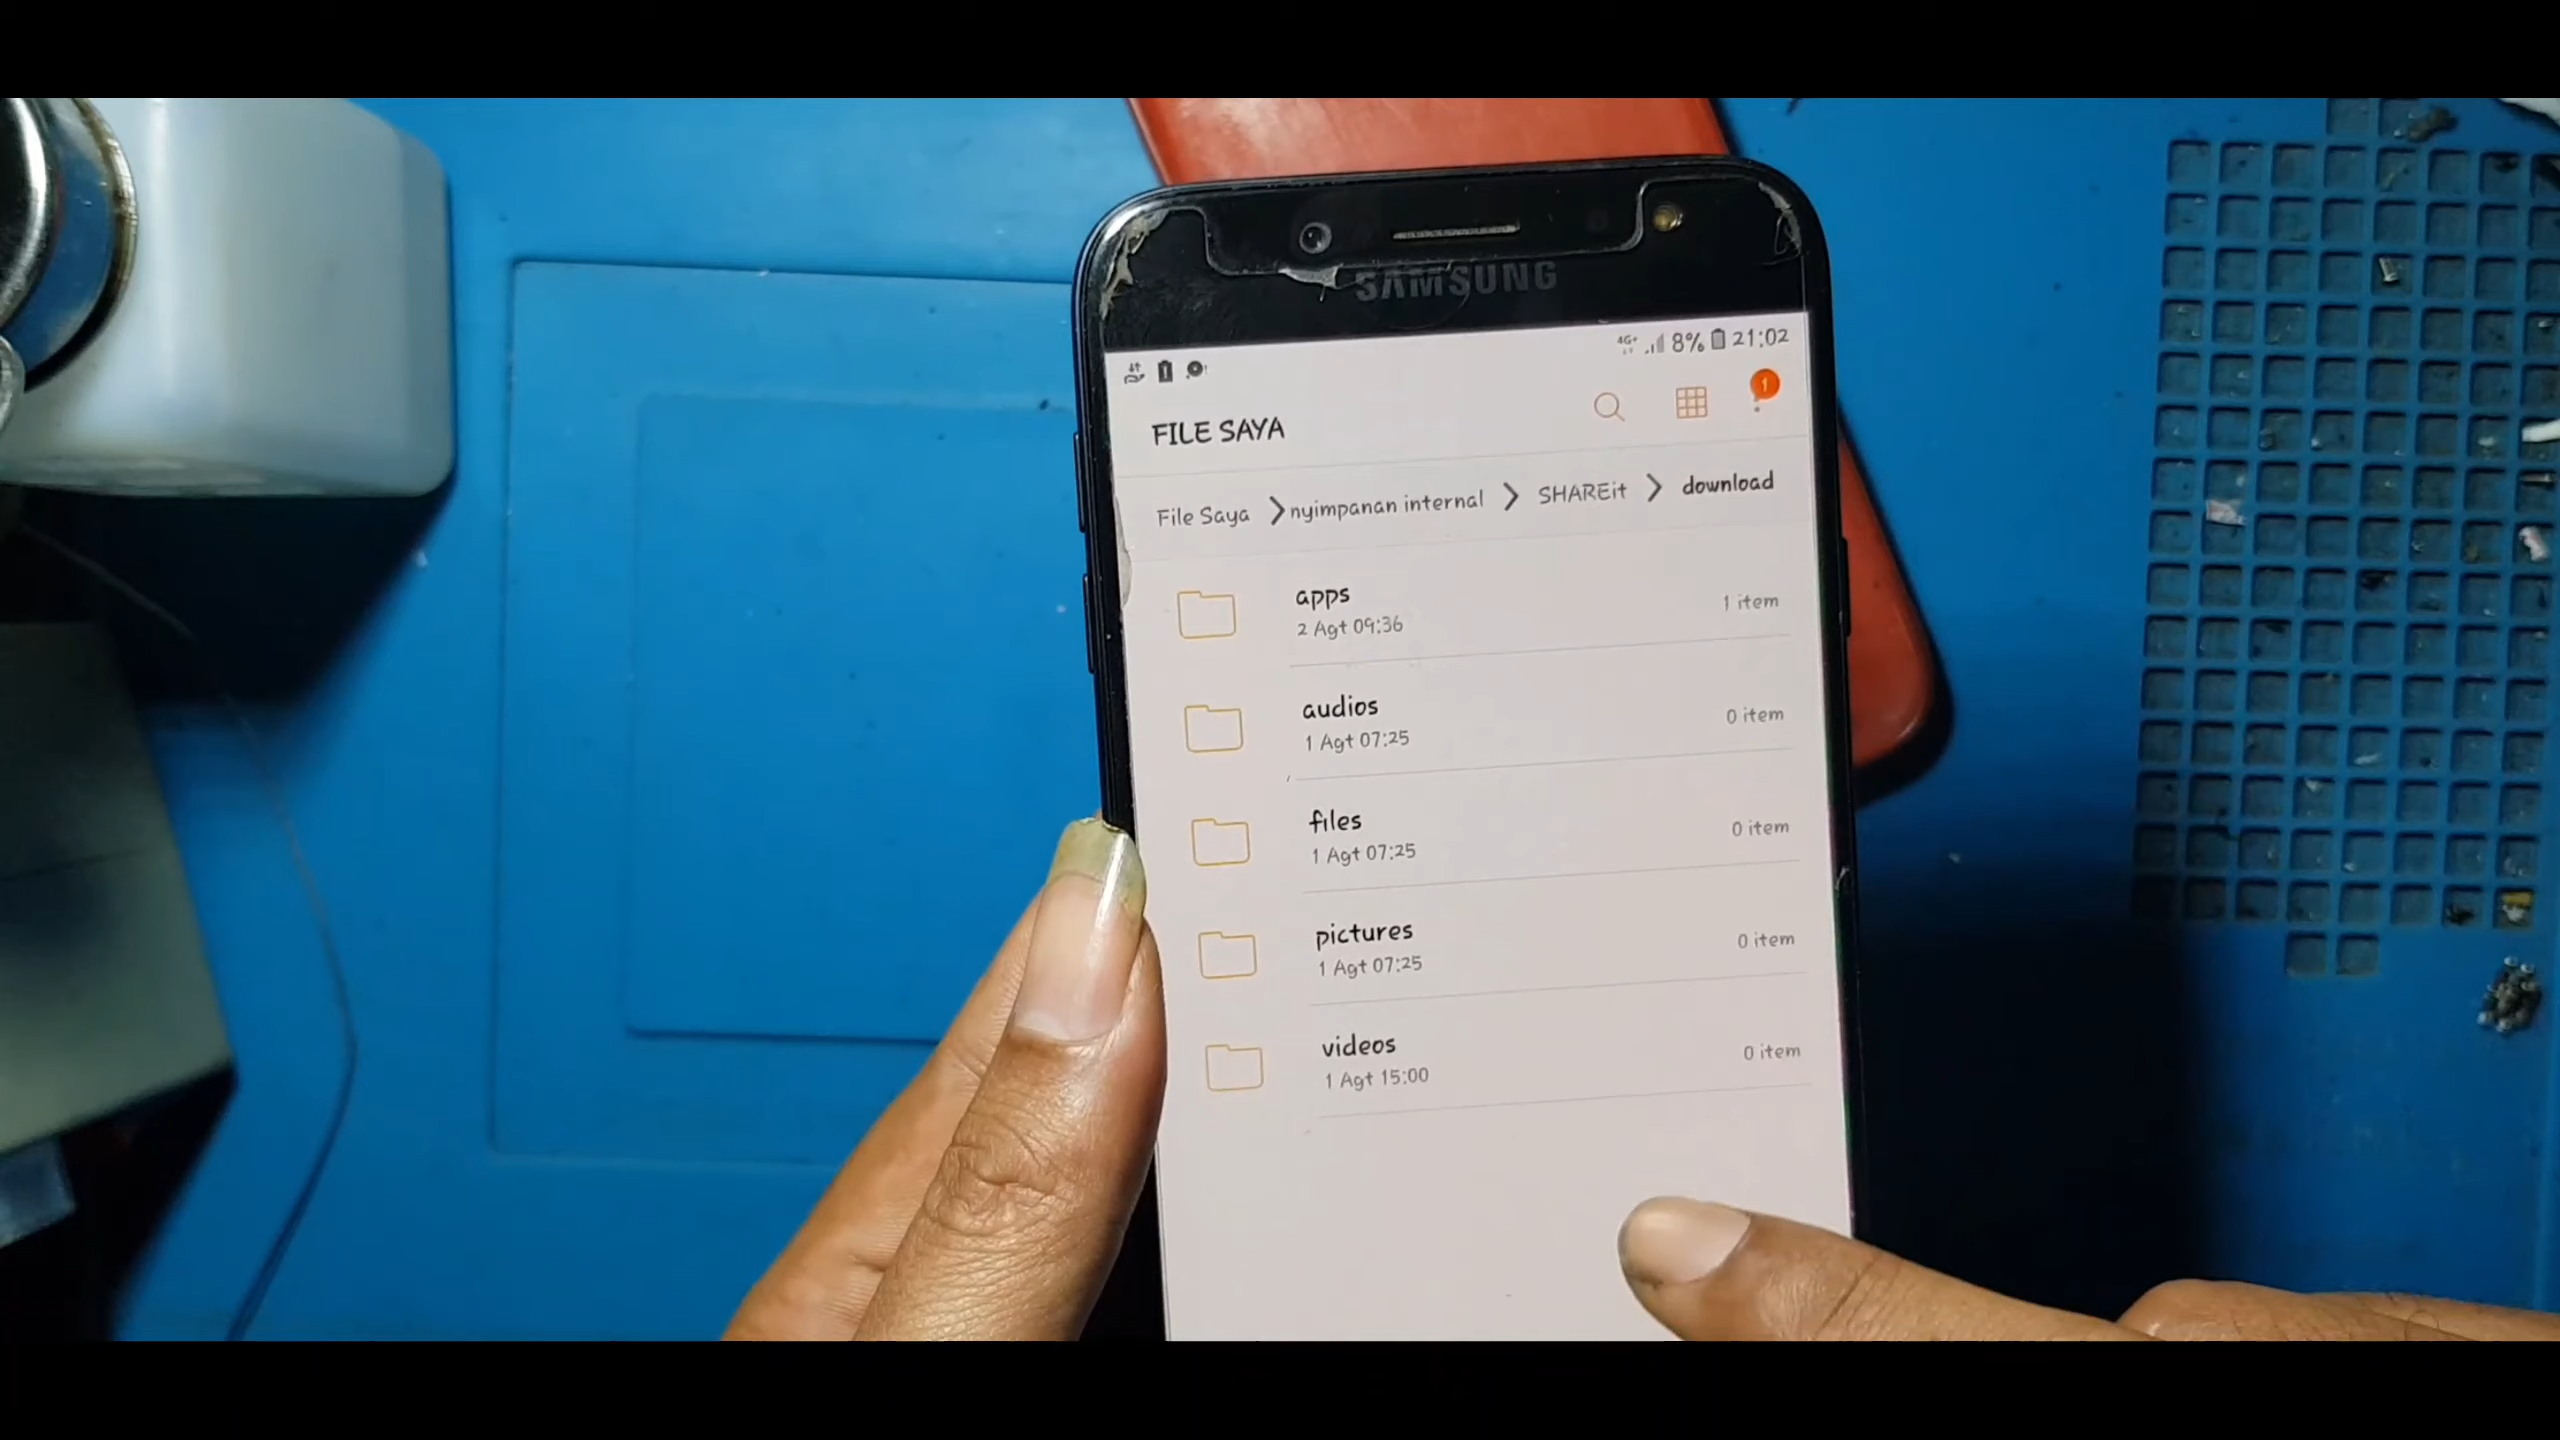 SAMSUNG
4G+ 8% 21:02
FILE SAYA
1
File Saya > nyimpanan internal > SHAREit > download
apps
2 Agt 09:36
1 item
audios
1 Agt 07:25
0 item
files
1 Agt 07:25
0 item
pictures
1 Agt 07:25
0 item
videos
1 Agt 15:00
0 item